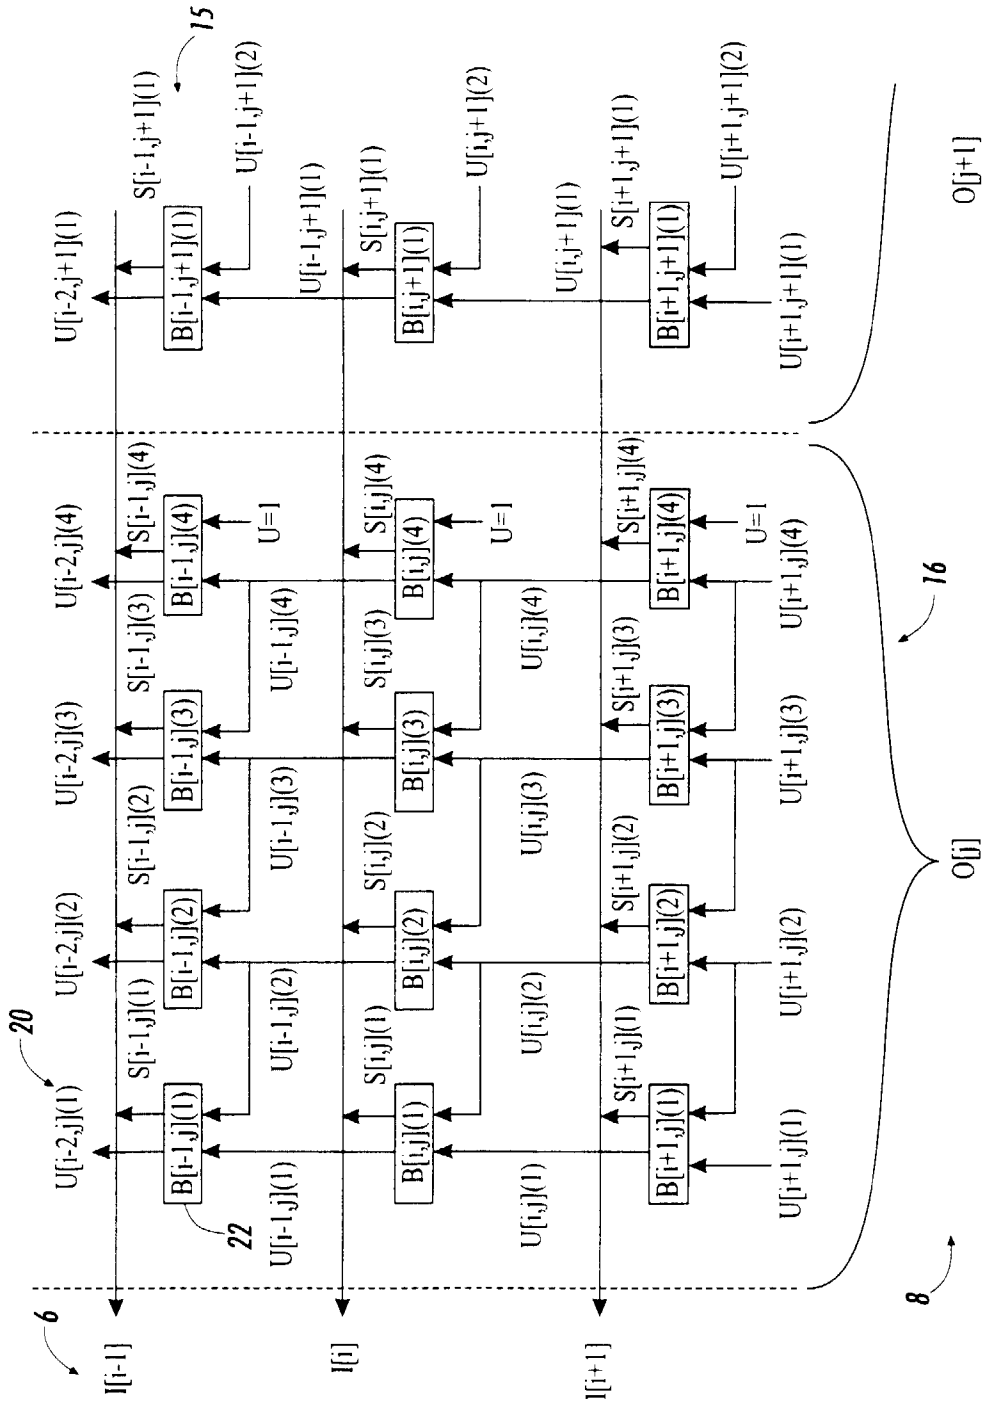 20
6
U[i-2,j](1) U[i-2,j](2) U[i-2,j](3) U[i-2,j](4) U[i-2,j+1](1)
I[i-1]
S[i-1,j](1) S[i-1,j](2) S[i-1,j](3) S[i-1,j](4) S[i-1,j+1](1)
15
B[i-1,j](1) B[i-1,j](2) B[i-1,j](3) B[i-1,j](4) B[i-1,j+1](1)
22
U[i-1,j+1](2)
U=1
U[i-1,j](1) U[i-1,j](2) U[i-1,j](3) U[i-1,j](4) U[i-1,j+1](1)
I[i]
S[i,j](1) S[i,j](2) S[i,j](3) S[i,j](4) S[i,j+1](1)
B[i,j](1) B[i,j](2) B[i,j](3) B[i,j](4) B[i,j+1](1)
U[i,j+1](2)
U=1
U[i,j](1) U[i,j](2) U[i,j](3) U[i,j](4) U[i,j+1](1)
I[i+1]
S[i+1,j](1) S[i+1,j](2) S[i+1,j](3) S[i+1,j](4) S[i+1,j+1](1)
B[i+1,j](1) B[i+1,j](2) B[i+1,j](3) B[i+1,j](4) B[i+1,j+1](1)
U[i+1,j+1](2)
U=1
U[i+1,j](1) U[i+1,j](2) U[i+1,j](3) U[i+1,j](4) U[i+1,j+1](1)
8
16
O[j] O[j+1]